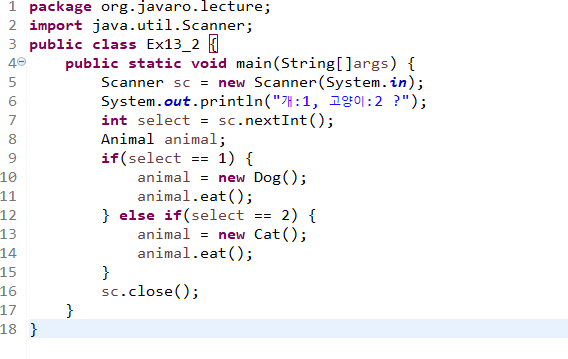 1 package org.javaro.lecture;
2 import java.util.Scanner;
3 public class Ex13_2 {
4 public static void main(String[]args) {
5 Scanner sc = new Scanner(System.in);
6 System.out.println("개:1, 고양이:2 ?");
7 int select = sc.nextInt();
8 Animal animal;
9 if(select == 1) {
10 animal = new Dog();
11 animal.eat();
12 } else if(select == 2) {
13 animal = new Cat();
14 animal.eat();
15 }
16 sc.close();
17 }
18 }